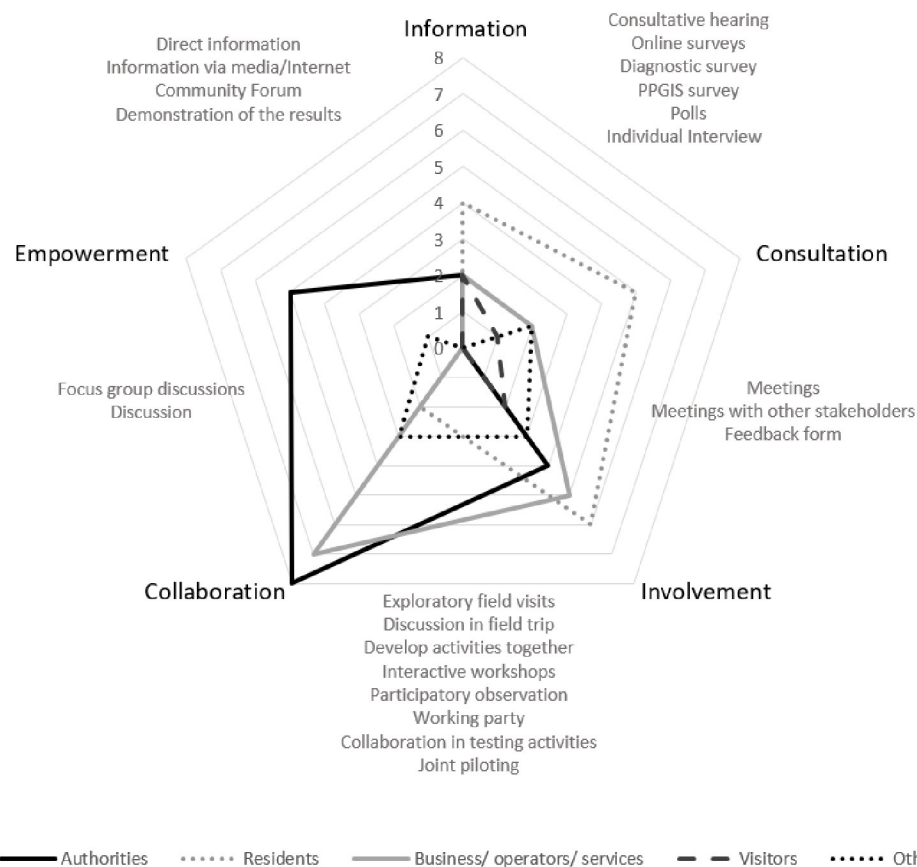 Information
Direct information
Information via media/Internet
Community Forum
Demonstration of the results
Consultative hearing
Online surveys
Diagnostic survey
PPGIS survey
Polls
Individual Interview
8
7
6
5
4
3
2
1
0
Empowerment
Consultation
Focus group discussions
Discussion
Meetings
Meetings with other stakeholders
Feedback form
Collaboration
Involvement
Exploratory field visits
Discussion in field trip
Develop activities together
Interactive workshops
Participatory observation
Working party
Collaboration in testing activities
Joint piloting
Authorities Residents Business/ operators/ services Visitors